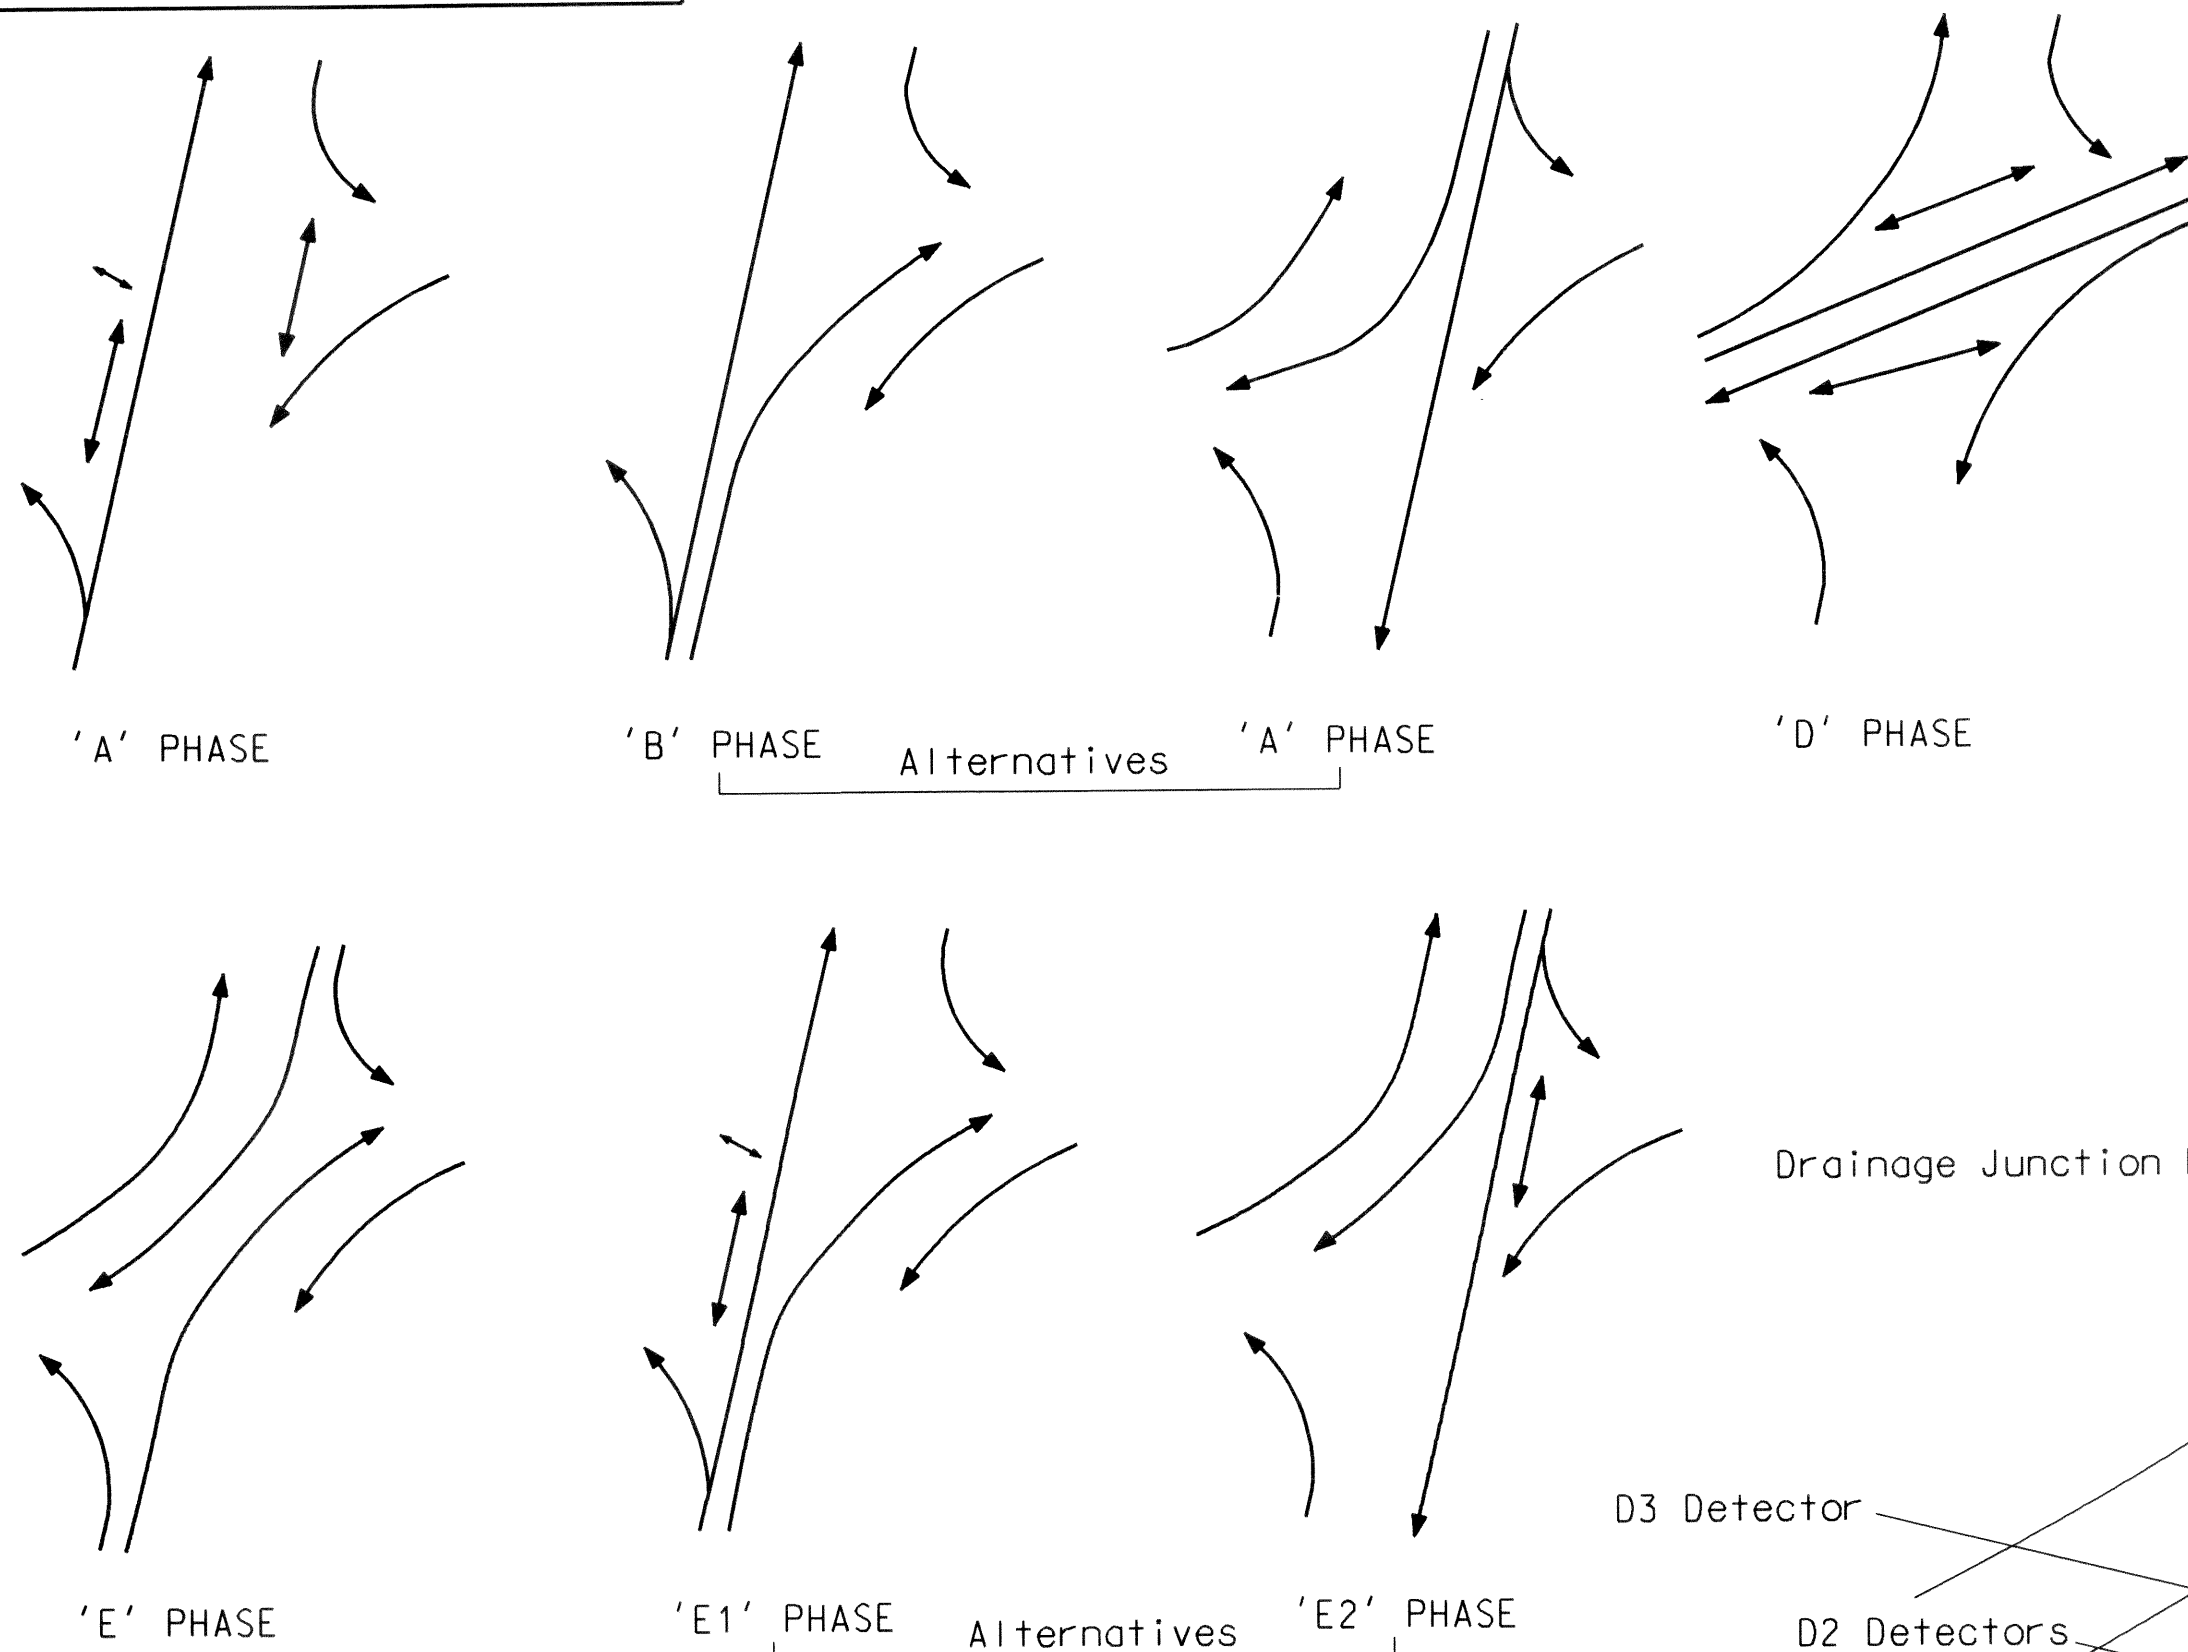 'A' PHASE
'B' PHASE
Alternatives
'A' PHASE
'D' PHASE
Drainage Junction
D3 Detector
D2 Detectors
'E' PHASE
'E1' PHASE
Alternatives
'E2' PHASE